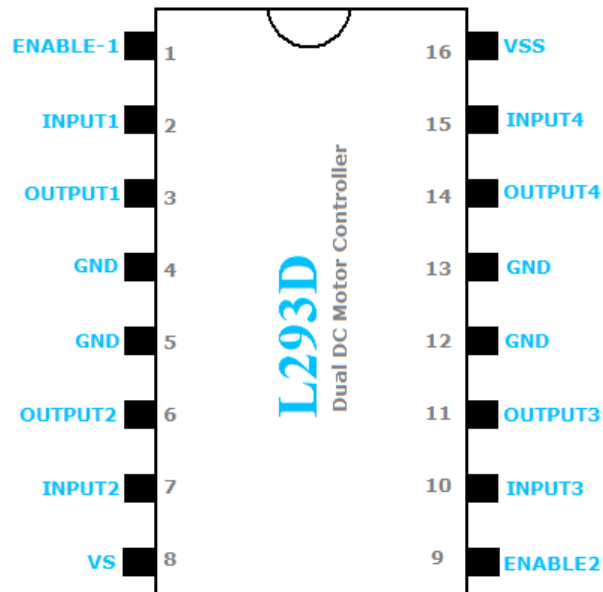 ENABLE-1 1 16 VSS
INPUT1 2 15 INPUT4
OUTPUT1 3 14 OUTPUT4
GND 4 13 GND
GND 5 12 GND
OUTPUT2 6 11 OUTPUT3
INPUT2 7 10 INPUT3
VS 8 9 ENABLE2
L293D
Dual DC Motor Controller